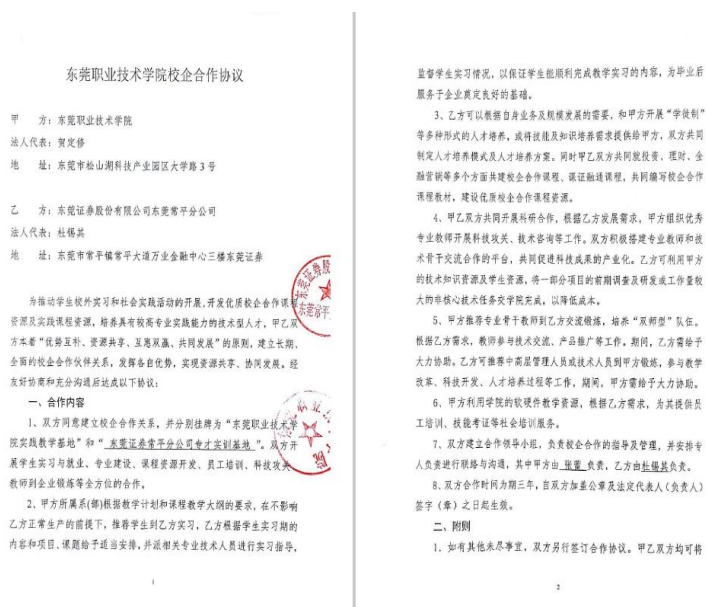 东莞职业技术学院校企合作协议
甲 方：东莞职业技术学院
法人代表：贺定修
地 址：东莞市松山湖科技产业园区大学路 3 号
乙 方：东莞证券股份有限公司东莞常平分公司
法人代表：杜锡其
地 址：东莞市常平镇常平大道万业金融中心三楼东莞证券
为推动学生校外实习和社会实践活动的开展，开发优质校企合作课程
资源及实践课程资源，培养具有较高专业实践能力的技术型人才，甲乙双
方本着“优势互补、资源共享、互惠双赢、共同发展”的原则，建立长期、
全面的校企合作伙伴关系，发挥各自优势，实现资源共享、协同发展。经
友好协商和充分沟通后达成以下协议：
一、合作内容
1、双方同意建立校企合作关系，并分别挂牌为“东莞职业技术学
院实践教学基地”和“ 东莞证券常平分公司专才实训基地 ”。双方开
展学生实习与就业、专业建设、课程资源开发、员工培训、科技攻关、
教师到企业锻炼等全方位的合作。
2、甲方所属系(部)根据教学计划和课程教学大纲的要求，在不影响
乙方正常生产的前提下，推荐学生到乙方实习，乙方根据学生实习期的
内容和项目、课题给予适当安排，并派相关专业技术人员进行实习指导，
1
监督学生实习情况，以保证学生能顺利完成教学实习的内容，为毕业后
服务于企业奠定良好的基础。
3、乙方可以根据自身业务及规模发展的需要，和甲方开展“学徒制”
等多种形式的人才培养，或将技能及知识培养需求提供给甲方，双方共同
制定人才培养模式及人才培养方案。同时甲乙双方共同就投资、理财、金
融营销等多个方面共建校企合作课程、课证融通课程，共同编写校企合作
课程教材，建设优质校企合作课程资源。
4、甲乙双方共同开展科研合作，根据乙方发展需求，甲方组织优秀
专业教师开展科技攻关、技术咨询等工作。双方积极搭建专业教师和技
术骨干交流合作的平台，共同促进科技成果的产业化。乙方可利用甲方
的技术知识资源及学生资源，将一部分项目的前期调查及研发或工作量较
大的非核心技术任务交学院完成，以降低成本。
5、甲方推荐专业骨干教师到乙方交流锻炼，培养“双师型”队伍。
根据乙方需求，教师参与技术交流、产品推广等工作。期间，乙方需给予
大力协助。乙方可推荐中高层管理人员或技术人员到甲方锻炼，参与教学
改革、科技开发、人才培养过程等工作，期间，甲方需给予大力协助。
6、甲方利用学院的软硬件教学资源，根据乙方需求，为其提供员
工培训、技能考证等社会培训服务。
7、双方建立合作领导小组，负责校企合作的指导及管理，并安排专
人负责进行联络与沟通，其中甲方由 张蕾 负责，乙方由杜锡其负责。
8、双方合作时间为期三年，自双方加盖公章及法定代表人（负责人）
签字（章）之日起生效。
二、附则
1、如有其他未尽事宜，双方另行签订合作协议。甲乙双方均可将
2